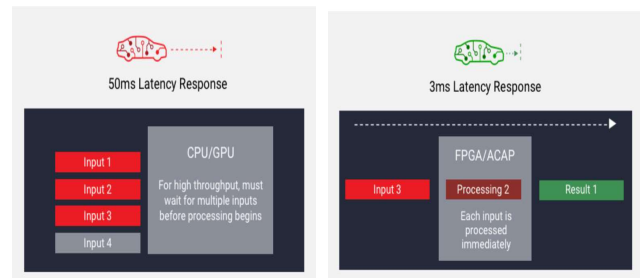 50ms Latency Response
Input 1
Input 2
Input 3
Input 4
CPU/GPU
For high throughput, must
wait for multiple inputs
before processing begins
3ms Latency Response
Input 3
FPGA/ACAP
Processing 2
Each input is
processed
immediately
Result 1